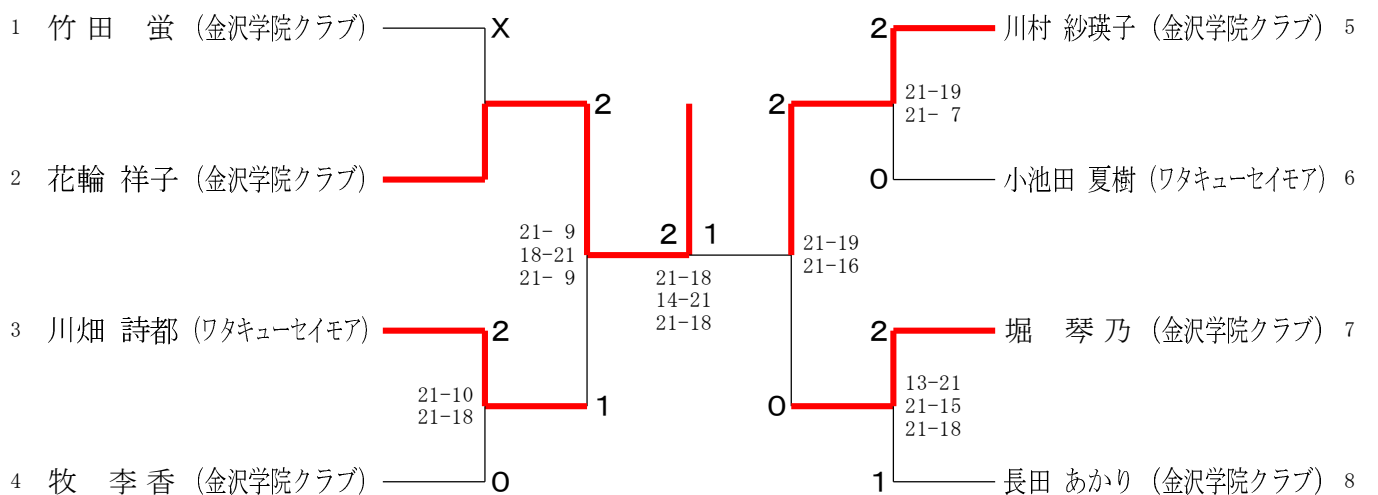 1 竹田 蛍 (金沢学院クラブ) X
2 花輪 祥子 (金沢学院クラブ)
2
21- 9
18-21
21- 9
3 川畑 詩都 (ワタキューセイモア) 2
21-10
21-18
1
4 牧 李香 (金沢学院クラブ) 0
2 1
21-18
14-21
21-18
2 川村 紗瑛子 (金沢学院クラブ) 5
21-19
21- 7
2
0 小池田 夏樹 (ワタキューセイモア) 6
21-19
21-16
2 堀 琴乃 (金沢学院クラブ) 7
13-21
21-15
21-18
0
1 長田 あかり (金沢学院クラブ) 8